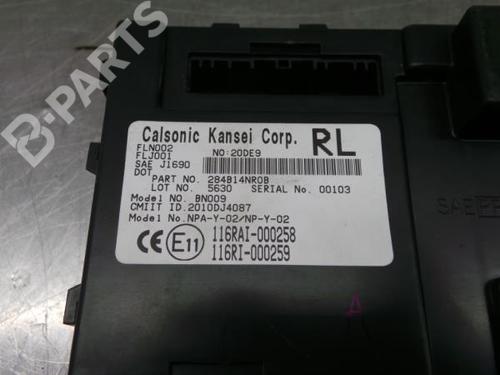 B-PARTS
Calsonic Kansei Corp. RL
FLN002 NO:20DE9
FLJ001
SAE J1690
DOT
PART NO. 284B14NR0B
LOT NO. 5630 SERIAL No. 00103
Model No. BN009
CMIIT ID.2010DJ4087
Model No.NPA-Y-02/NP-Y-02
CE E11 116RAI-000258
116RI-000259
A
B-PARTS